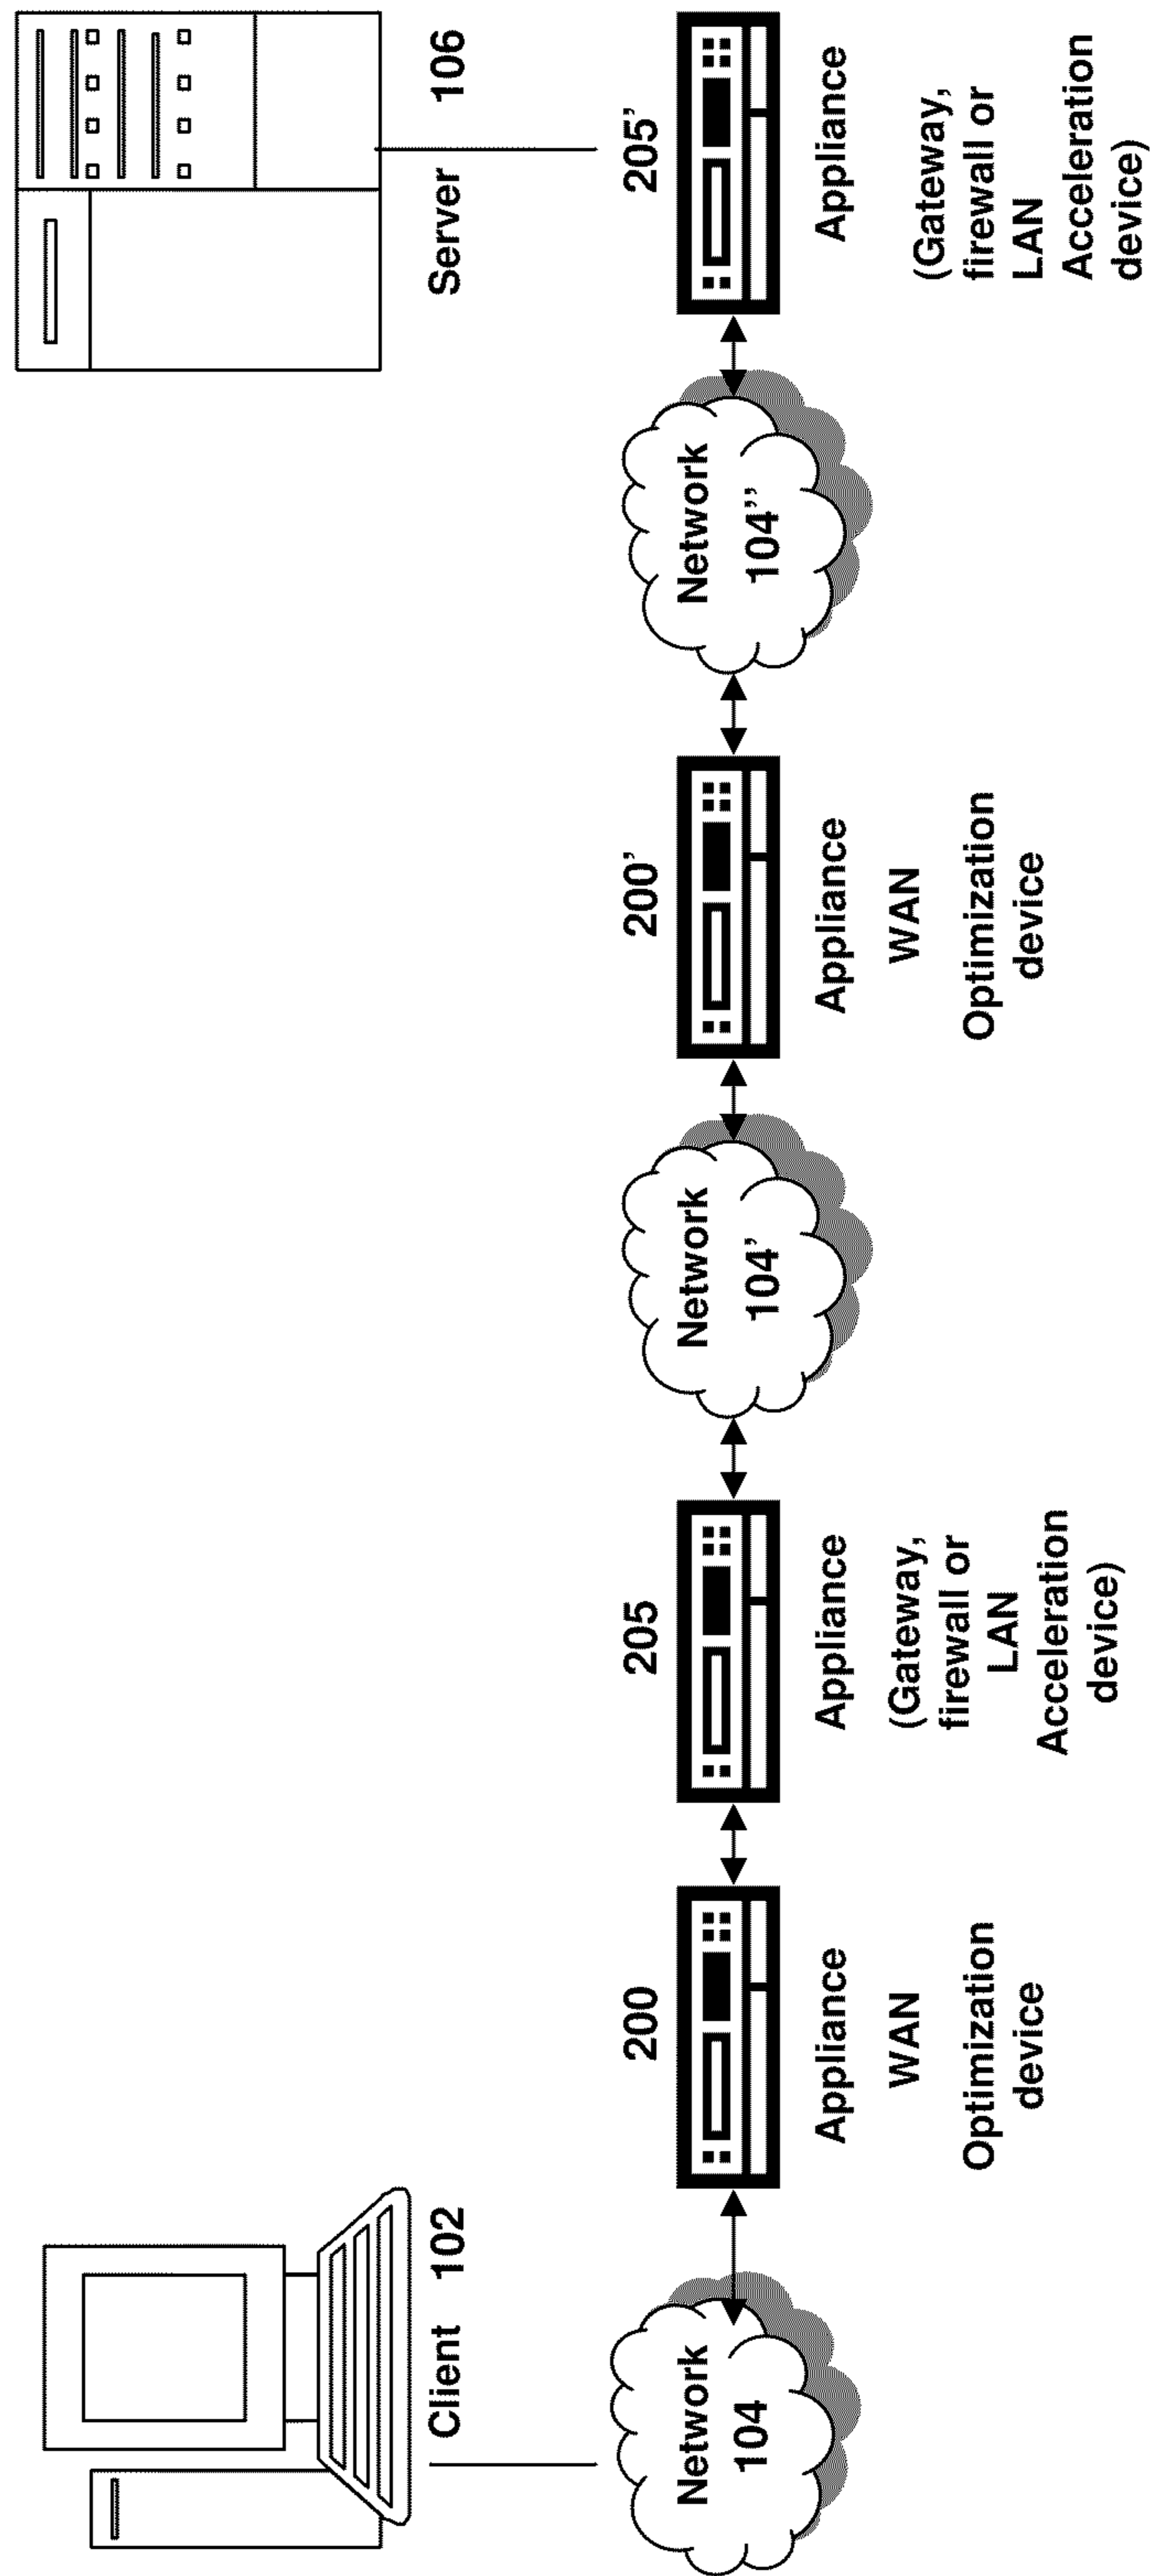 Client 102
Server 106
Network
104
200
Appliance
WAN
Optimization
device
205
Appliance
(Gateway,
firewall or
LAN
Acceleration
device)
Network
104’
200’
Appliance
WAN
Optimization
device
Network
104’’
205’
Appliance
(Gateway,
firewall or
LAN
Acceleration
device)